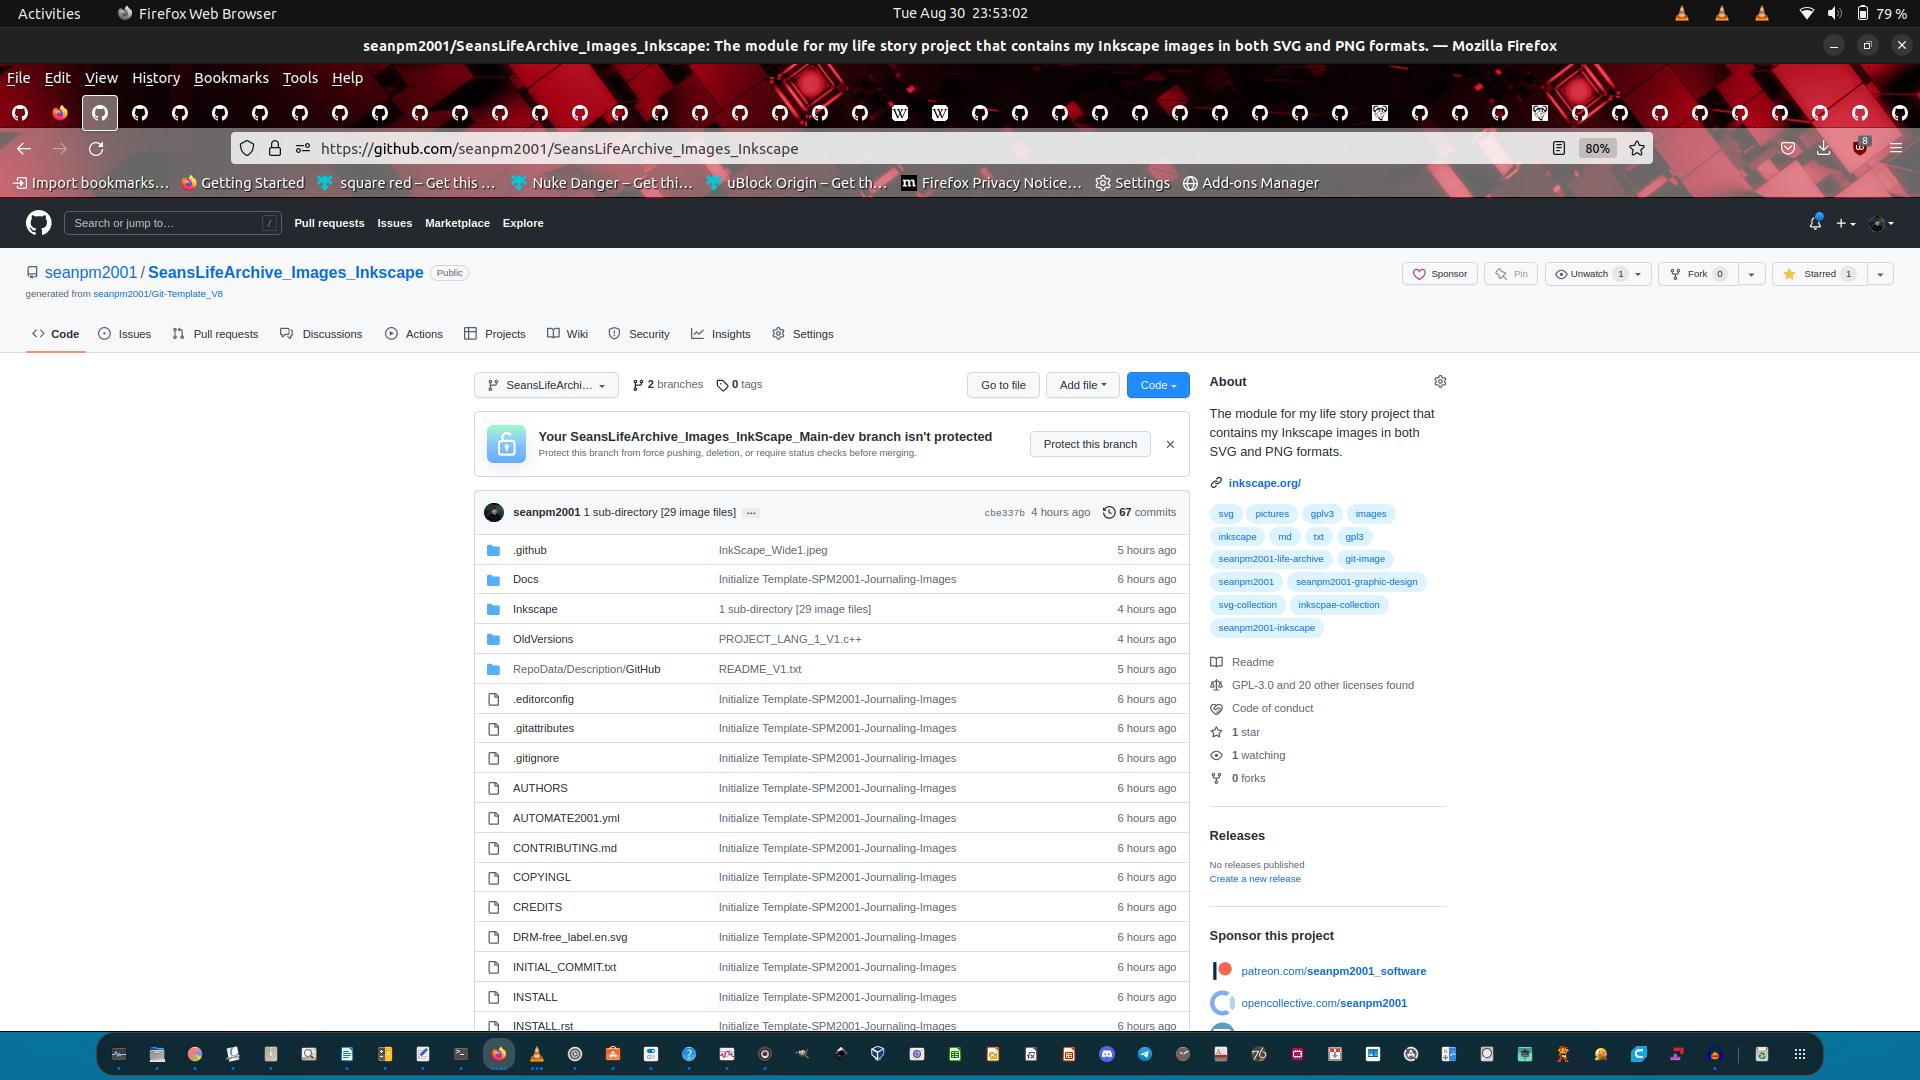 Activities Firefox Web Browser Tue Aug 30 23:53:02 79 %
seanpm2001/SeansLifeArchive_Images_Inkscape: The module for my life story project that contains my Inkscape images in both SVG and PNG formats. — Mozilla Firefox
File Edit View History Bookmarks Tools Help
https://github.com/seanpm2001/SeansLifeArchive_Images_Inkscape 80% 8
Import bookmarks… Getting Started square red – Get this … Nuke Danger – Get thi… uBlock Origin – Get th… Firefox Privacy Notice… Settings Add-ons Manager
Search or jump to… / Pull requests Issues Marketplace Explore
seanpm2001 / SeansLifeArchive_Images_Inkscape Public Sponsor Pin Unwatch 1 Fork 0 Starred 1
generated from seanpm2001/Git-Template_V8
Code Issues Pull requests Discussions Actions Projects Wiki Security Insights Settings
SeansLifeArchi… 2 branches 0 tags Go to file Add file Code
Your SeansLifeArchive_Images_InkScape_Main-dev branch isn't protected
Protect this branch from force pushing, deletion, or require status checks before merging.
Protect this branch
seanpm2001 1 sub-directory [29 image files] … cbe337b 4 hours ago 67 commits
.github InkScape_Wide1.jpeg 5 hours ago
Docs Initialize Template-SPM2001-Journaling-Images 6 hours ago
Inkscape 1 sub-directory [29 image files] 4 hours ago
OldVersions PROJECT_LANG_1_V1.c++ 4 hours ago
RepoData/Description/GitHub README_V1.txt 5 hours ago
.editorconfig Initialize Template-SPM2001-Journaling-Images 6 hours ago
.gitattributes Initialize Template-SPM2001-Journaling-Images 6 hours ago
.gitignore Initialize Template-SPM2001-Journaling-Images 6 hours ago
AUTHORS Initialize Template-SPM2001-Journaling-Images 6 hours ago
AUTOMATE2001.yml Initialize Template-SPM2001-Journaling-Images 6 hours ago
CONTRIBUTING.md Initialize Template-SPM2001-Journaling-Images 6 hours ago
COPYINGL Initialize Template-SPM2001-Journaling-Images 6 hours ago
CREDITS Initialize Template-SPM2001-Journaling-Images 6 hours ago
DRM-free_label.en.svg Initialize Template-SPM2001-Journaling-Images 6 hours ago
INITIAL_COMMIT.txt Initialize Template-SPM2001-Journaling-Images 6 hours ago
INSTALL Initialize Template-SPM2001-Journaling-Images 6 hours ago
INSTALL.rst Initialize Template-SPM2001-Journaling-Images 6 hours ago
About
The module for my life story project that
contains my Inkscape images in both
SVG and PNG formats.
inkscape.org/
svg pictures gplv3 images
inkscape md txt gpl3
seanpm2001-life-archive git-image
seanpm2001 seanpm2001-graphic-design
svg-collection inkscpae-collection
seanpm2001-inkscape
Readme
GPL-3.0 and 20 other licenses found
Code of conduct
1 star
1 watching
0 forks
Releases
No releases published
Create a new release
Sponsor this project
patreon.com/seanpm2001_software
opencollective.com/seanpm2001